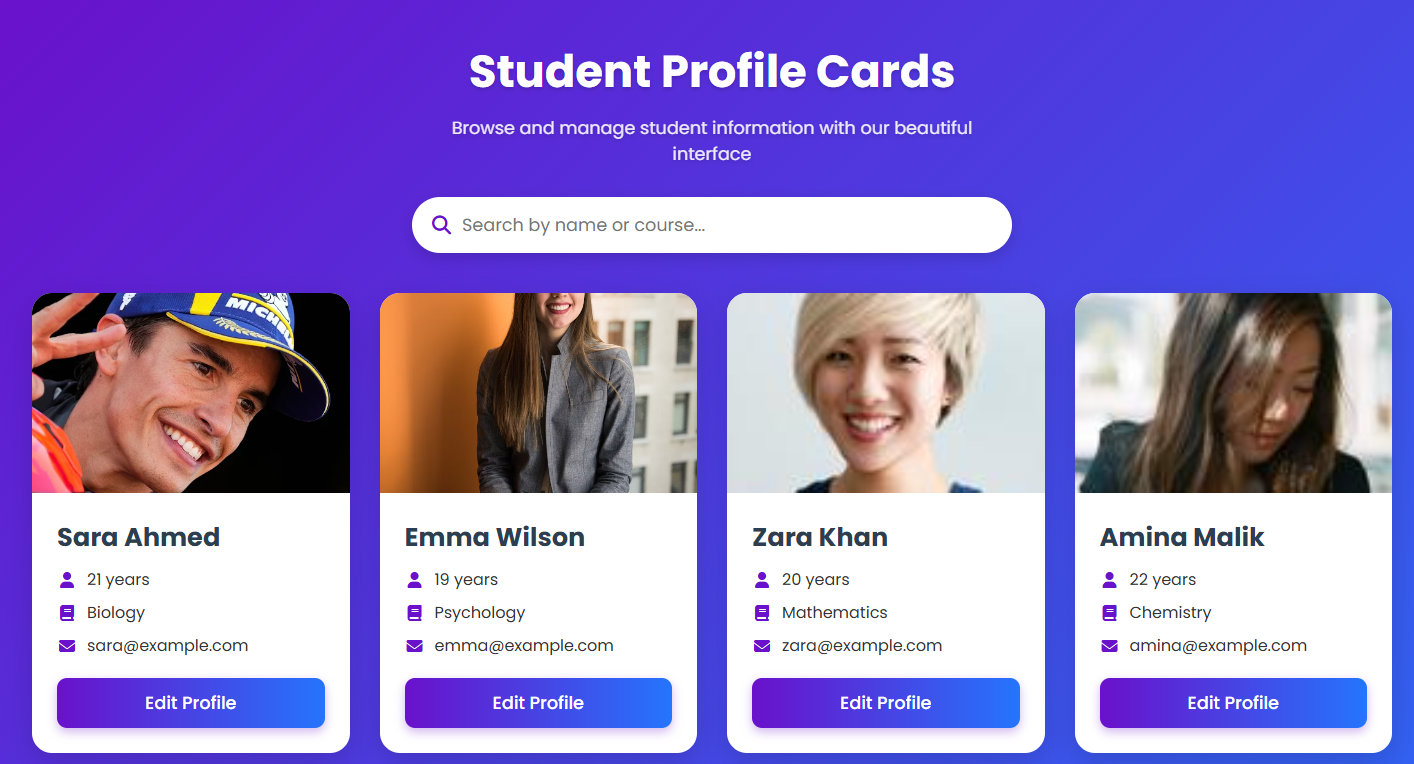 Student Profile Cards
Browse and manage student information with our beautiful
interface
Search by name or course...
Sara Ahmed
21 years
Biology
sara@example.com
Edit Profile
Emma Wilson
19 years
Psychology
emma@example.com
Edit Profile
Zara Khan
20 years
Mathematics
zara@example.com
Edit Profile
Amina Malik
22 years
Chemistry
amina@example.com
Edit Profile